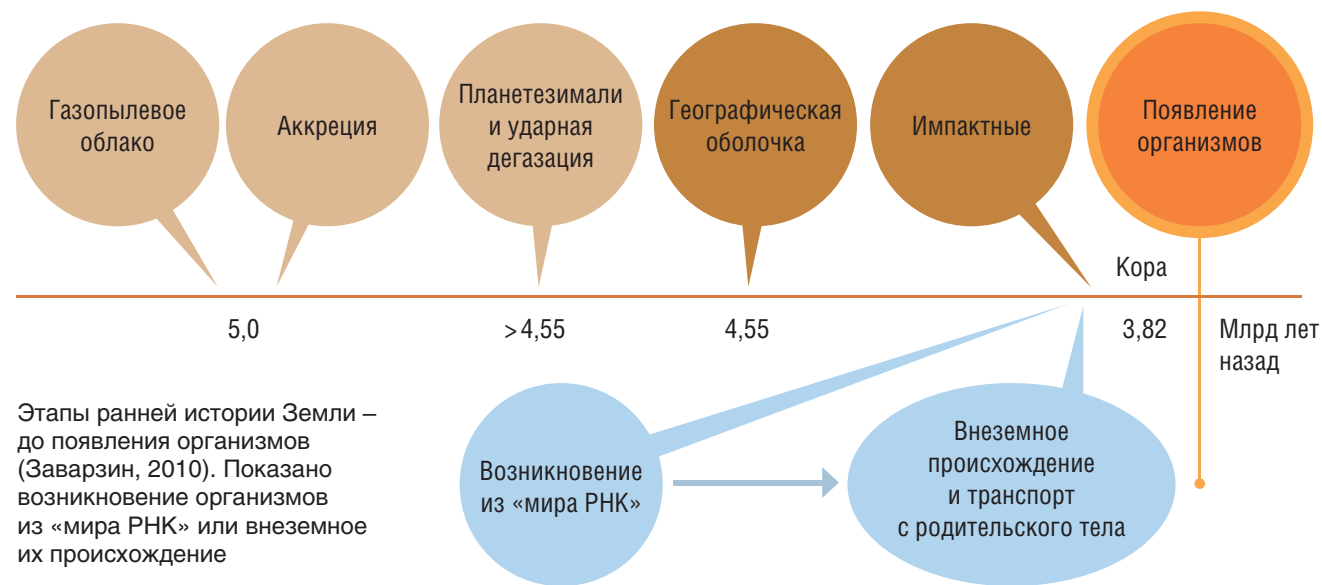 Газопылевое
облако
Аккреция
Планетезимали
и ударная
дегазация
Географическая
оболочка
Импактные
Появление
организмов
Кора
5,0
>4,55
4,55
3,82
Млрд лет
назад
Этапы ранней истории Земли –
до появления организмов
(Заварзин, 2010). Показано
возникновение организмов
из «мира РНК» или внеземное
их происхождение
Возникновение
из «мира РНК»
Внеземное
происхождение
и транспорт
с родительского тела